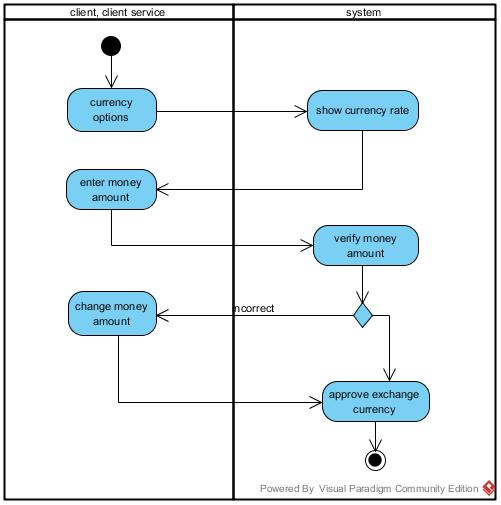 client, client service
system
currency
options
show currency rate
enter money
amount
verify money
amount
ncorrect
change money
amount
approve exchange
currency
Powered By Visual Paradigm Community Edition